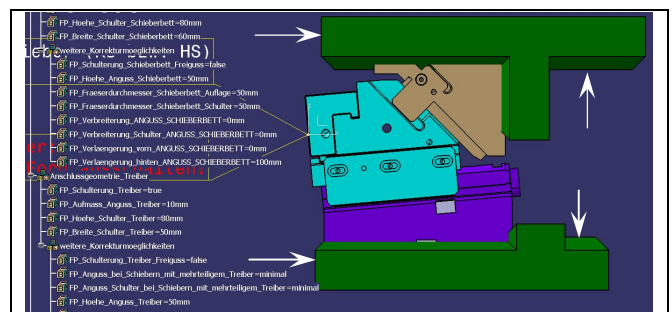 FP_Hoehe_Schulter_Schieberbett=80mm
FP_Breite_Schulter_Schieberbett=60mm
weitere_Korrekturmoeglichkeiten
HS)
FP_Schulterung_Schieberbett_Freiguss=false
FP_Hoehe_Anguss_Schieberbett=50mm
FP_Fraeserdurchmesser_Schieberbett_Auflage=50mm
FP_Fraeserdurchmesser_Schieberbett_Schulter=50mm
FP_Verbreiterung_ANGUSS_SCHIEBERBETT=0mm
FP_Verbreiterung_Schulter_ANGUSS_SCHIEBERBETT=0mm
FP_Verlaengerung_vorn_ANGUSS_SCHIEBERBETT=0mm
FP_Verlaengerung_hinten_ANGUSS_SCHIEBERBETT=100mm
Anschlussgeometrie_Treiber
FP_Schulterung_Treiber=true
FP_Aufmass_Anguss_Treiber=10mm
FP_Hoehe_Schulter_Treiber=80mm
FP_Breite_Schulter_Treiber=50mm
weitere_Korrekturmoeglichkeiten
FP_Schulterung_Treiber_Freiguss=false
FP_Anguss_bei_Schiebern_mit_mehrteiligem_Treiber=minimal
FP_Anguss_Schulter_bei_Schiebern_mit_mehrteiligem_Treiber=minimal
FP_Hoehe_Anguss_Treiber=50mm